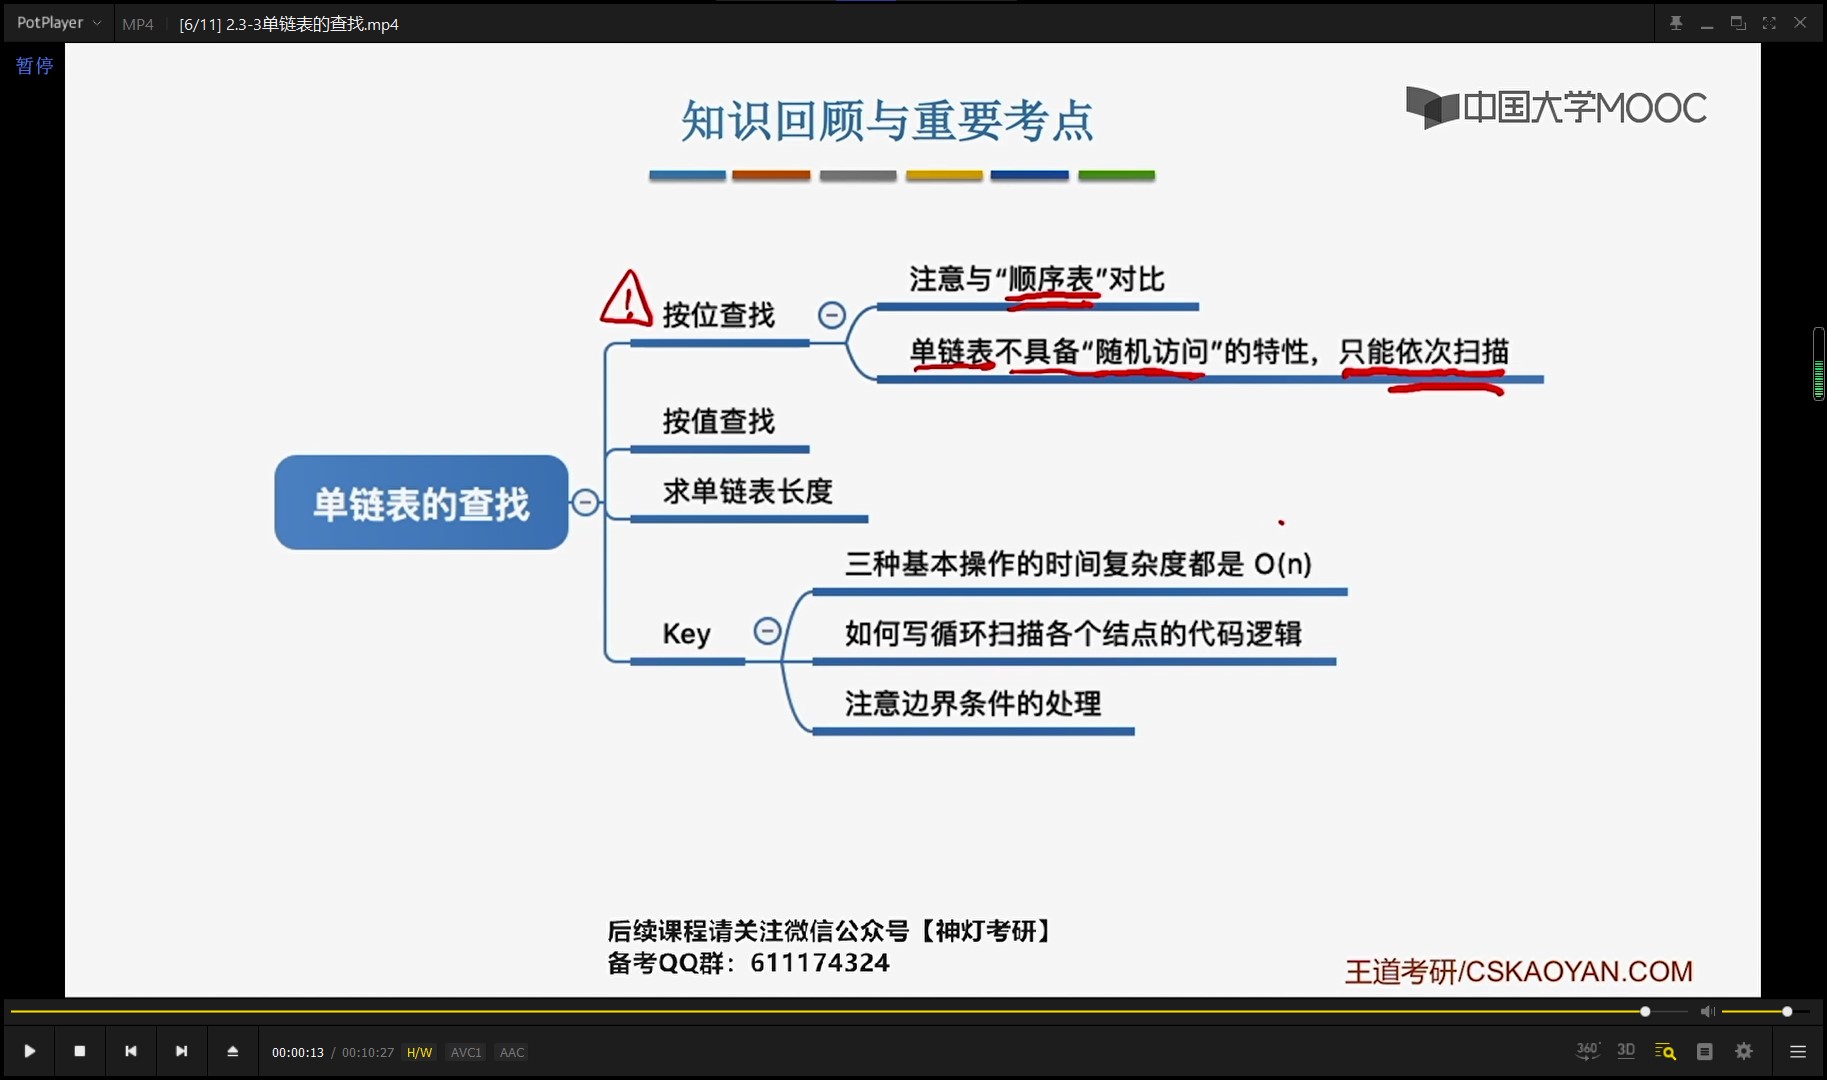 PotPlayer MP4 [6/11] 2.3-3单链表的查找.mp4
暂停
知识回顾与重要考点
中国大学MOOC
注意与“顺序表”对比
按位查找
单链表不具备“随机访问”的特性，只能依次扫描
按值查找
求单链表长度
单链表的查找
三种基本操作的时间复杂度都是 O(n)
Key
如何写循环扫描各个结点的代码逻辑
注意边界条件的处理
后续课程请关注微信公众号【神灯考研】
备考QQ群：611174324
王道考研/CSKAOYAN.COM
00:00:13 / 00:10:27 H/W AVC1 AAC
360° 3D